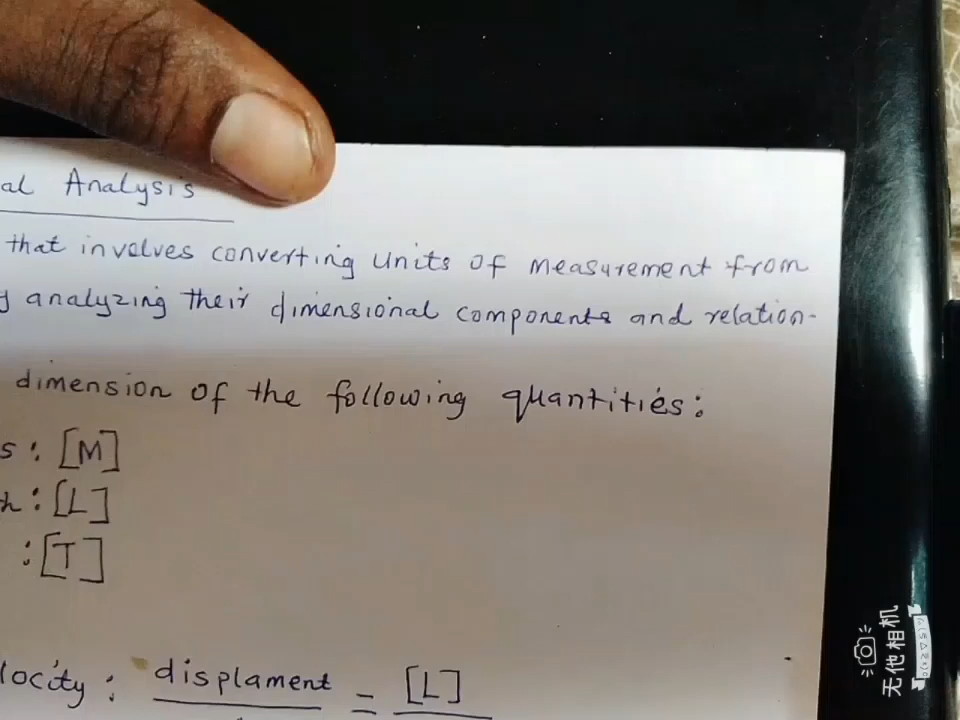 al Analysis
that involves converting units of measurement from
y analyzing their dimensional components and relation-
dimension of the following quantities:
s: [M]
h: [L]
: [T]
locity: displament = [L]
无他相机